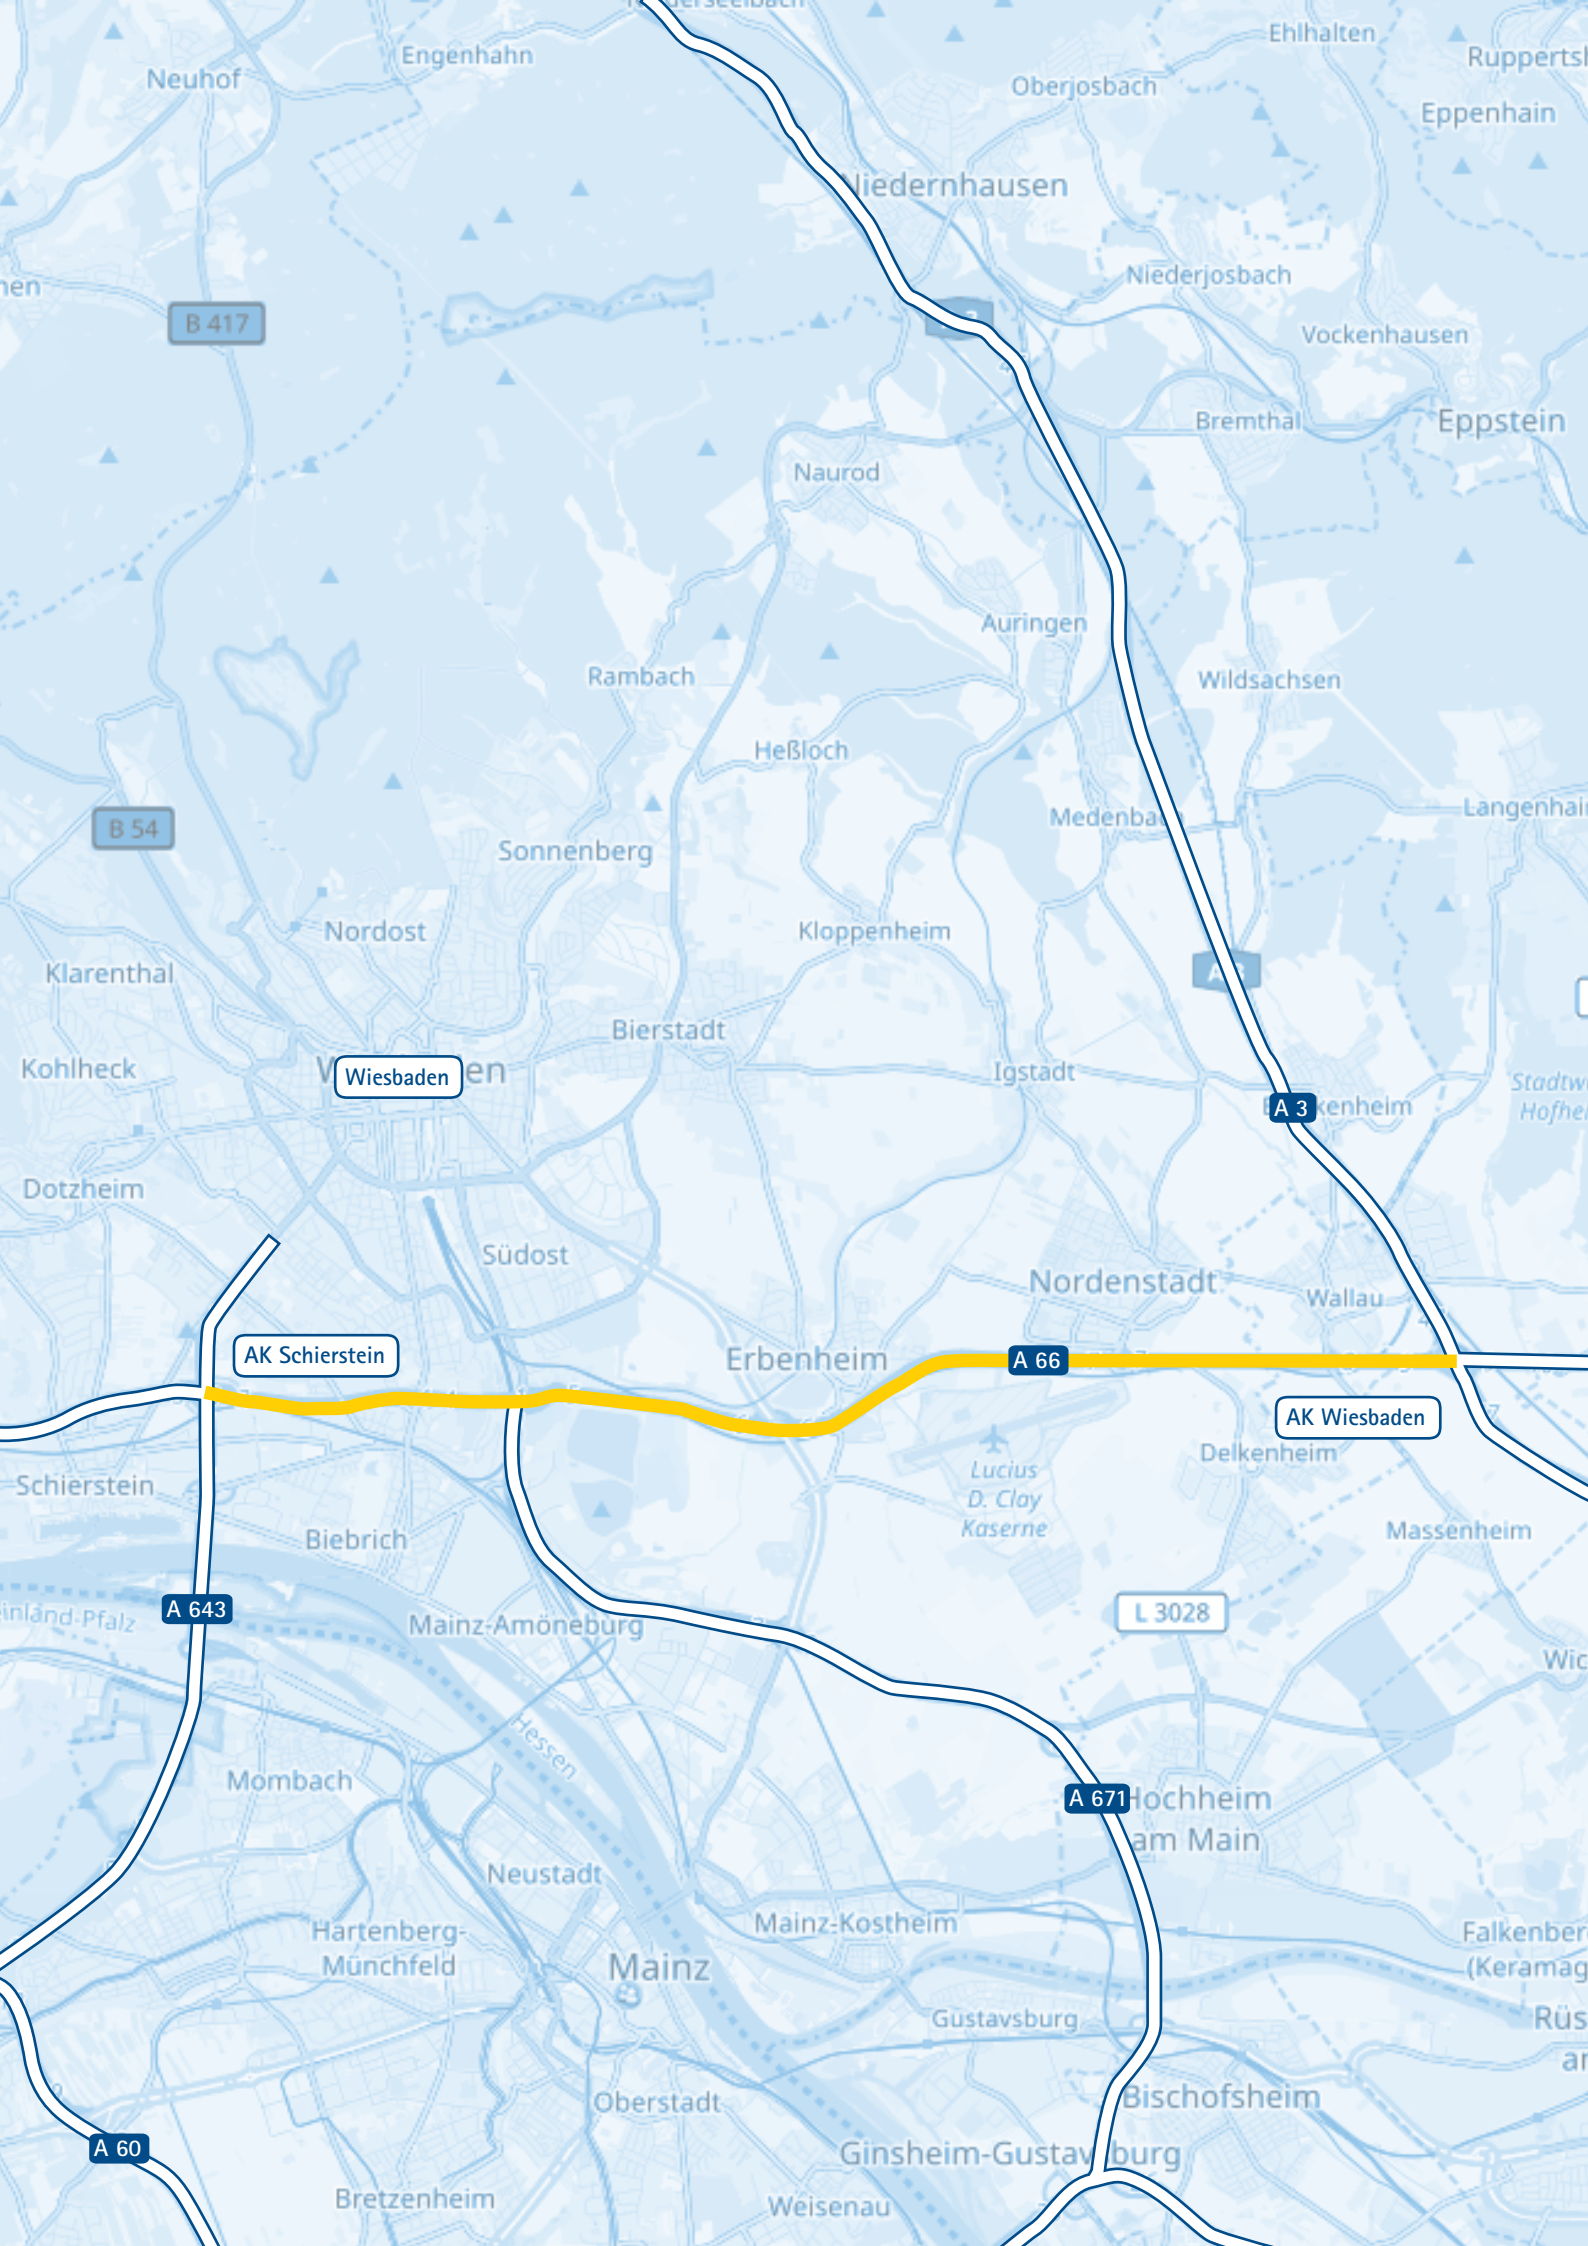 Engenhahn
Ehlhalten
Neuhof
Oberjosbach
Eppenhain
Niedernhausen
Niederjosbach
B 417
Vockenhausen
Bremthal
Eppstein
Naurod
Auringen
Rambach
Wildsachsen
Heßloch
B 54
Sonnenberg
Nordost
Kloppenheim
Klarenthal
Bierstadt
Kohlheck
Wiesbaden
Igstadt
A 3
Dotzheim
Südost
Nordenstadt
Wallau
AK Schierstein
Erbenheim
A 66
AK Wiesbaden
Delkenheim
Lucius
D. Clay
Kaserne
Schierstein
Biebrich
Massenheim
A 643
Mainz-Amöneburg
L 3028
Hessen
Mombach
A 671
Hochheim
am Main
Neustadt
Hartenberg-
Münchfeld
Mainz-Kostheim
Mainz
Gustavsburg
Oberstadt
Bischofsheim
A 60
Bretzenheim
Weisenau